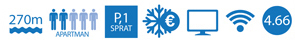 270m
APARTMAN
P.1
SPRAT
€
4.66